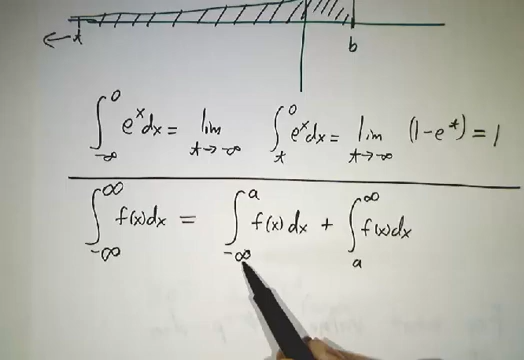 ← t b
∫_{-∞}^{0} e^x dx = lim_{t→-∞} ∫_{t}^{0} e^x dx = lim_{t→-∞} (1-e^t) = 1
∫_{-∞}^{∞} f(x) dx = ∫_{-∞}^{a} f(x) dx + ∫_{a}^{∞} f(x) dx